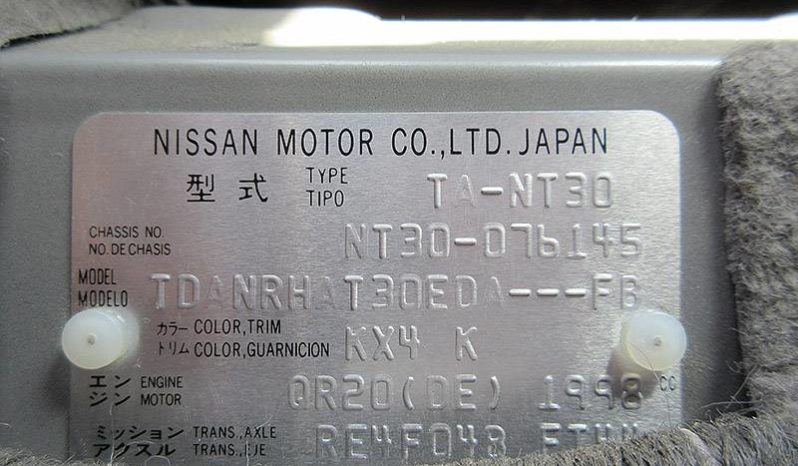 NISSAN MOTOR CO.,LTD. JAPAN
型式 TYPE TIPO TA-NT30
CHASSIS NO. NO. DE CHASIS NT30-076145
MODEL MODELO TDANRHAT30EDA---FB
カラー COLOR,TRIM
トリム COLOR,GUARNICION KX4 K
エンジン ENGINE MOTOR QR20(DE) 1998 CC
ミッション TRANS.,AXLE
アクスル TRANS.,EJE RE4F04B